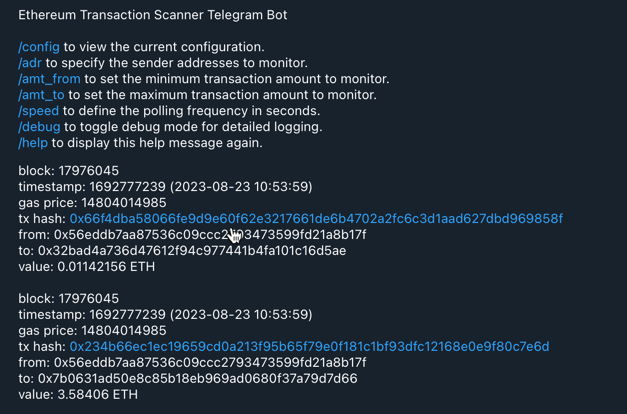 Ethereum Transaction Scanner Telegram Bot
/config to view the current configuration.
/adr to specify the sender addresses to monitor.
/amt_from to set the minimum transaction amount to monitor.
/amt_to to set the maximum transaction amount to monitor.
/speed to define the polling frequency in seconds.
/debug to toggle debug mode for detailed logging.
/help to display this help message again.
block: 17976045
timestamp: 1692777239 (2023-08-23 10:53:59)
gas price: 14804014985
tx hash: 0x66f4dba58066fe9d9e60f62e3217661de6b4702a2fc6c3d1aad627dbd969858f
from:
to: 0x32bad4a736d47612f94c977441b4fa101c16d5ae
value: 0.01142156 ETH
block: 17976045
timestamp: 1692777239 (2023-08-23 10:53:59)
gas price: 14804014985
tx hash: 0x234b66ec1ec19659cd0a213f95b65f79e0f181c1bf93dfc12168e0e9f80c7e6d
from: 0x56eddb7aa87536c09ccc2793473599fd21a8b17f
to: 0x7b0631ad50e8c85b18eb969ad0680f37a79d7d66
value: 3.58406 ETH